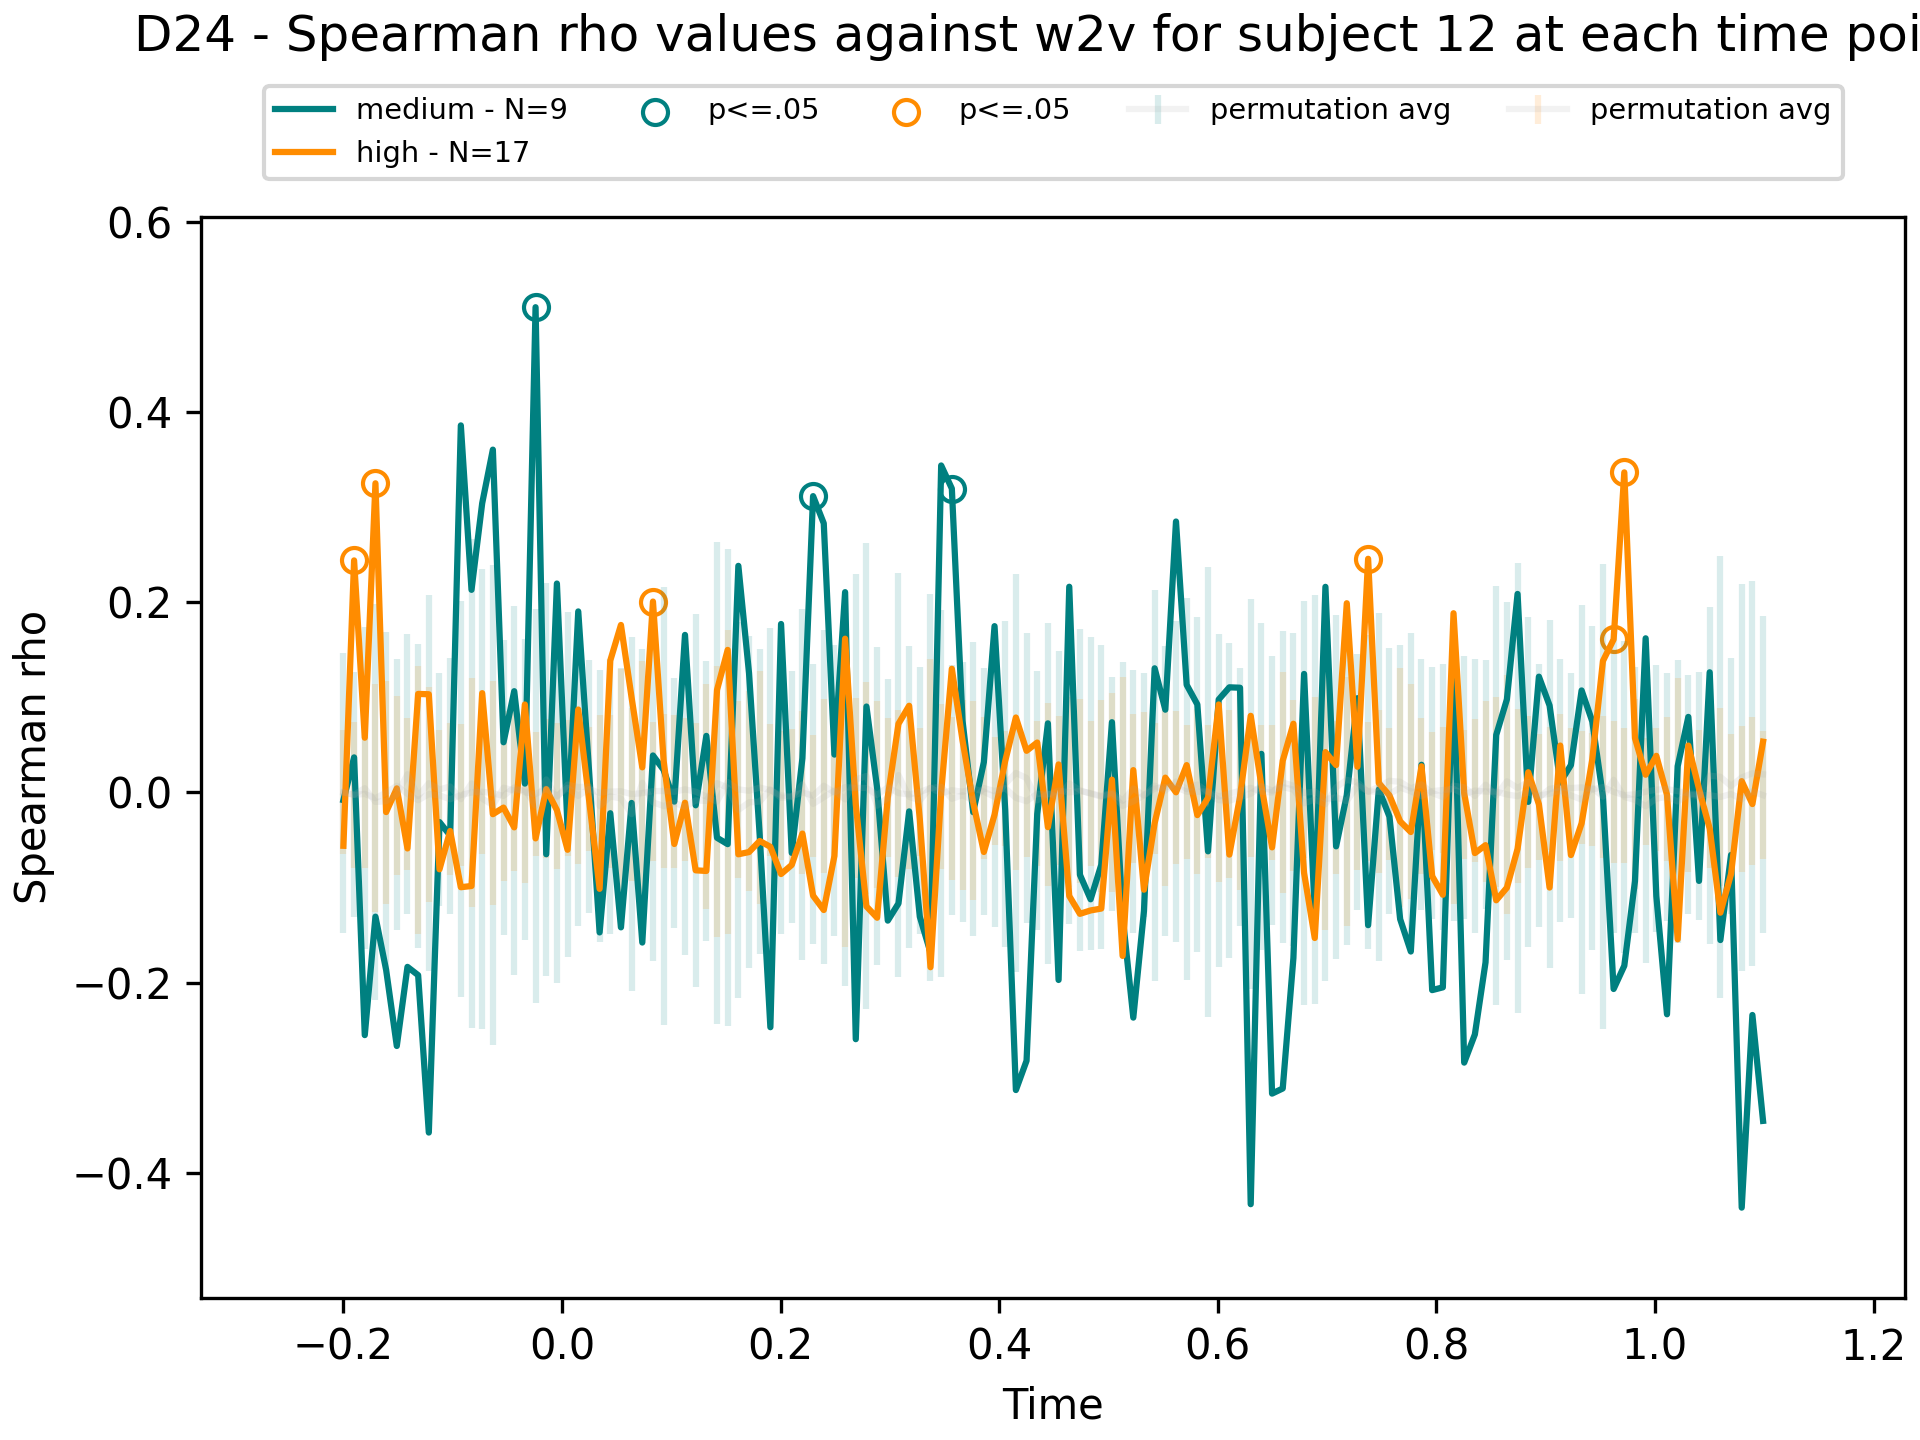 D24 - Spearman rho values against w2v for subject 12 at each time poi
medium - N=9
high - N=17
p<=.05
p<=.05
permutation avg
permutation avg
Spearman rho
0.6
0.4
0.2
0.0
−0.2
−0.4
−0.2 0.0 0.2 0.4 0.6 0.8 1.0 1.2
Time